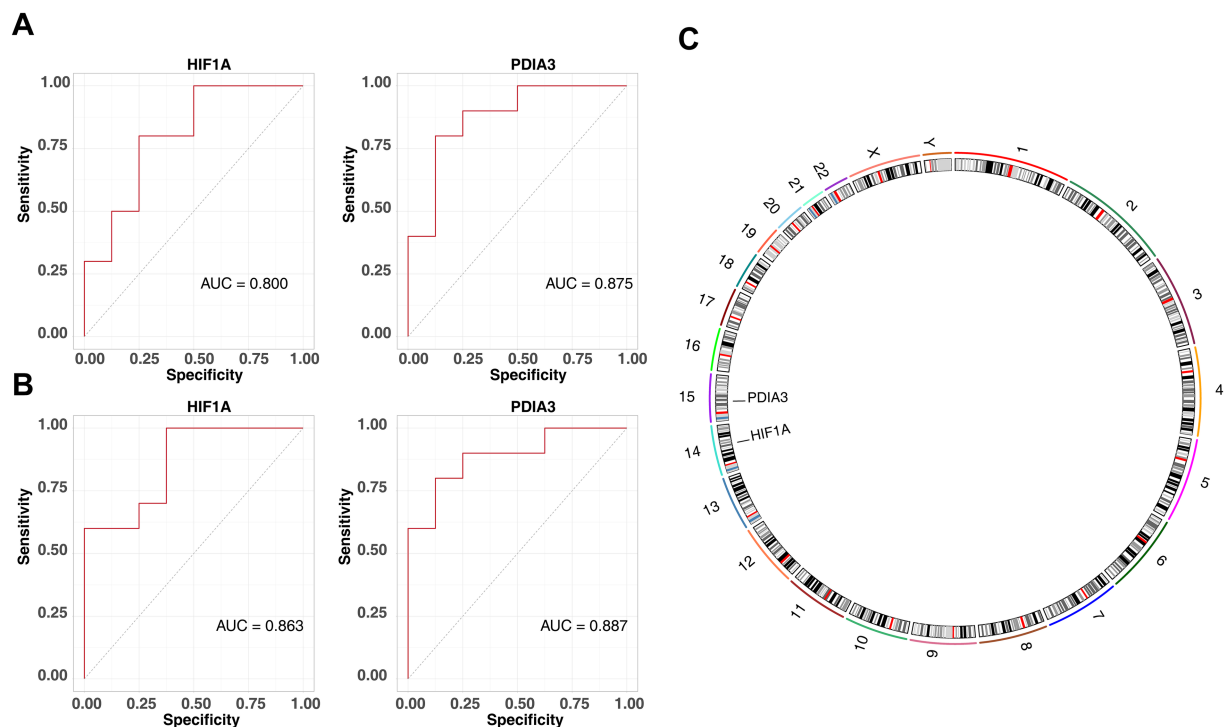 A
HIF1A
1.00
0.75
0.50
0.25
0.00
Sensitivity
AUC = 0.800
0.00 0.25 0.50 0.75 1.00
Specificity
PDIA3
1.00
0.75
0.50
0.25
0.00
Sensitivity
AUC = 0.875
0.00 0.25 0.50 0.75 1.00
Specificity
B
HIF1A
1.00
0.75
0.50
0.25
0.00
Sensitivity
AUC = 0.863
0.00 0.25 0.50 0.75 1.00
Specificity
PDIA3
1.00
0.75
0.50
0.25
0.00
Sensitivity
AUC = 0.887
0.00 0.25 0.50 0.75 1.00
Specificity
C
1
2
3
4
5
6
7
8
9
10
11
12
13
14
15
16
17
18
19
20
21
22
X
Y
PDIA3
HIF1A